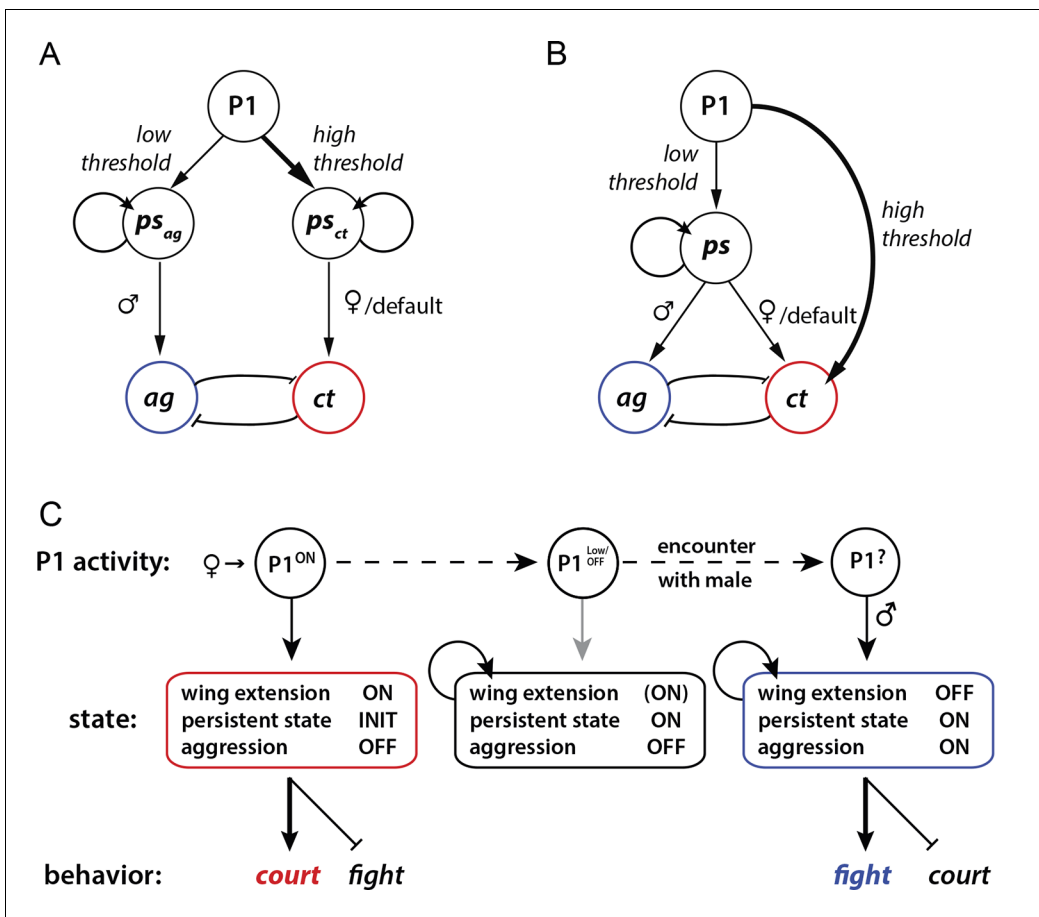 A
B
P1
P1
low
threshold
high
threshold
low
threshold
high
threshold
ps ag
ps ct
ps
♂
♀/default
♂
♀/default
ag
ct
ag
ct
C
P1 activity:
♀→
P1 ON
P1 Low/
OFF
encounter
with male
P1?
♂
state:
wing extension ON
persistent state INIT
aggression OFF
wing extension (ON)
persistent state ON
aggression OFF
wing extension OFF
persistent state ON
aggression ON
behavior:
court fight
fight court